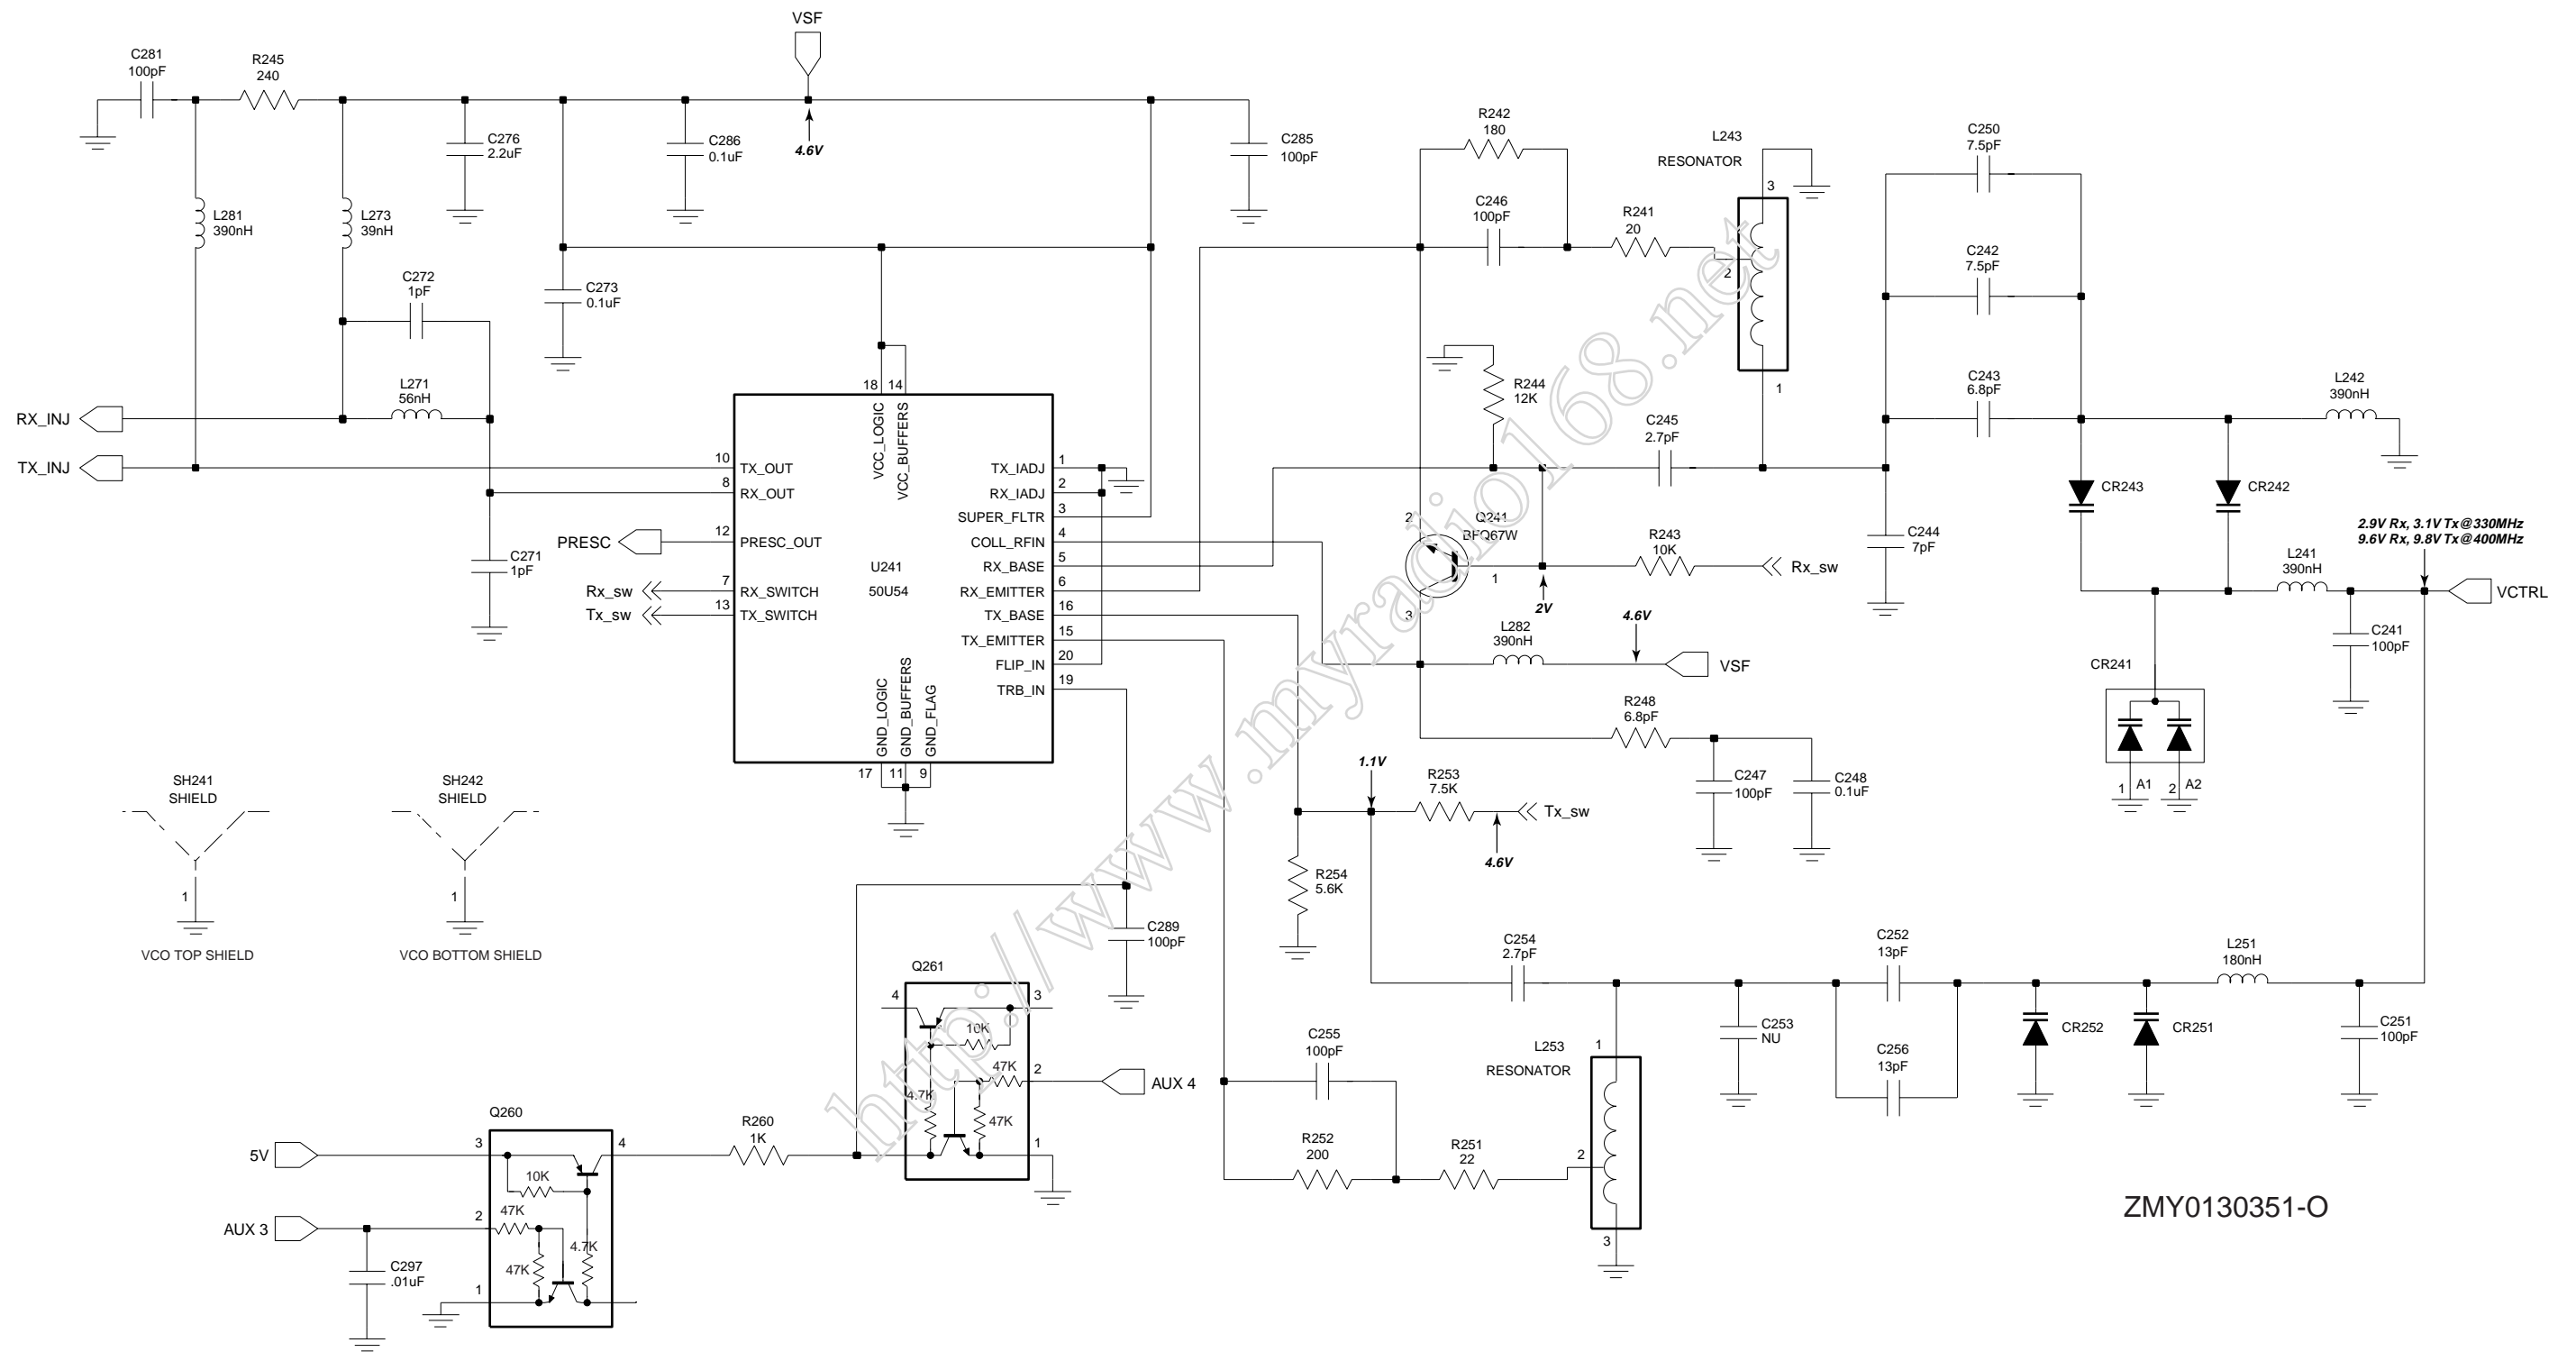 VSF
C281
100pF
R245
240
C276
2.2uF
C286
0.1uF
4.6V
C285
100pF
R242
180
L243
RESONATOR
3
C250
7.5pF
L281
390nH
L273
39nH
C246
100pF
R241
20
2
C242
7.5pF
C272
1pF
C273
0.1uF
1
R244
12K
C243
6.8pF
L242
390nH
L271
56nH
RX_INJ
TX_INJ
C245
2.7pF
18
14
VCC_LOGIC
VCC_BUFFERS
10
TX_OUT
8
RX_OUT
12
PRESC_OUT
7
RX_SWITCH
13
TX_SWITCH
U241
50U54
TX_IADJ
1
RX_IADJ
2
SUPER_FLTR
3
COLL_RFIN
4
RX_BASE
5
RX_EMITTER
6
TX_BASE
16
TX_EMITTER
15
FLIP_IN
20
TRB_IN
19
GND_LOGIC
GND_BUFFERS
GND_FLAG
17
11
9
PRESC
Rx_sw
Tx_sw
C271
1pF
2
Q241
BFQ67W
1
3
R243
10K
Rx_sw
2V
CR243
CR242
C244
7pF
2.9V Rx, 3.1V Tx@330MHz
9.6V Rx, 9.8V Tx@400MHz
L241
390nH
VCTRL
C241
100pF
L282
390nH
4.6V
VSF
CR241
1
A1
2
A2
R248
6.8pF
C247
100pF
C248
0.1uF
1.1V
R253
7.5K
Tx_sw
4.6V
R254
5.6K
SH241
SHIELD
1
VCO TOP SHIELD
SH242
SHIELD
1
VCO BOTTOM SHIELD
C289
100pF
Q261
4
3
10K
47K
2
4.7K
47K
1
AUX 4
C254
2.7pF
C252
13pF
L251
180nH
C253
NU
C256
13pF
CR252
CR251
C251
100pF
C255
100pF
L253
RESONATOR
1
2
3
R252
200
R251
22
Q260
5V
3
4
10K
AUX 3
2
47K
4.7K
47K
1
C297
.01uF
R260
1K
ZMY0130351-O
http://www.myradio168.net